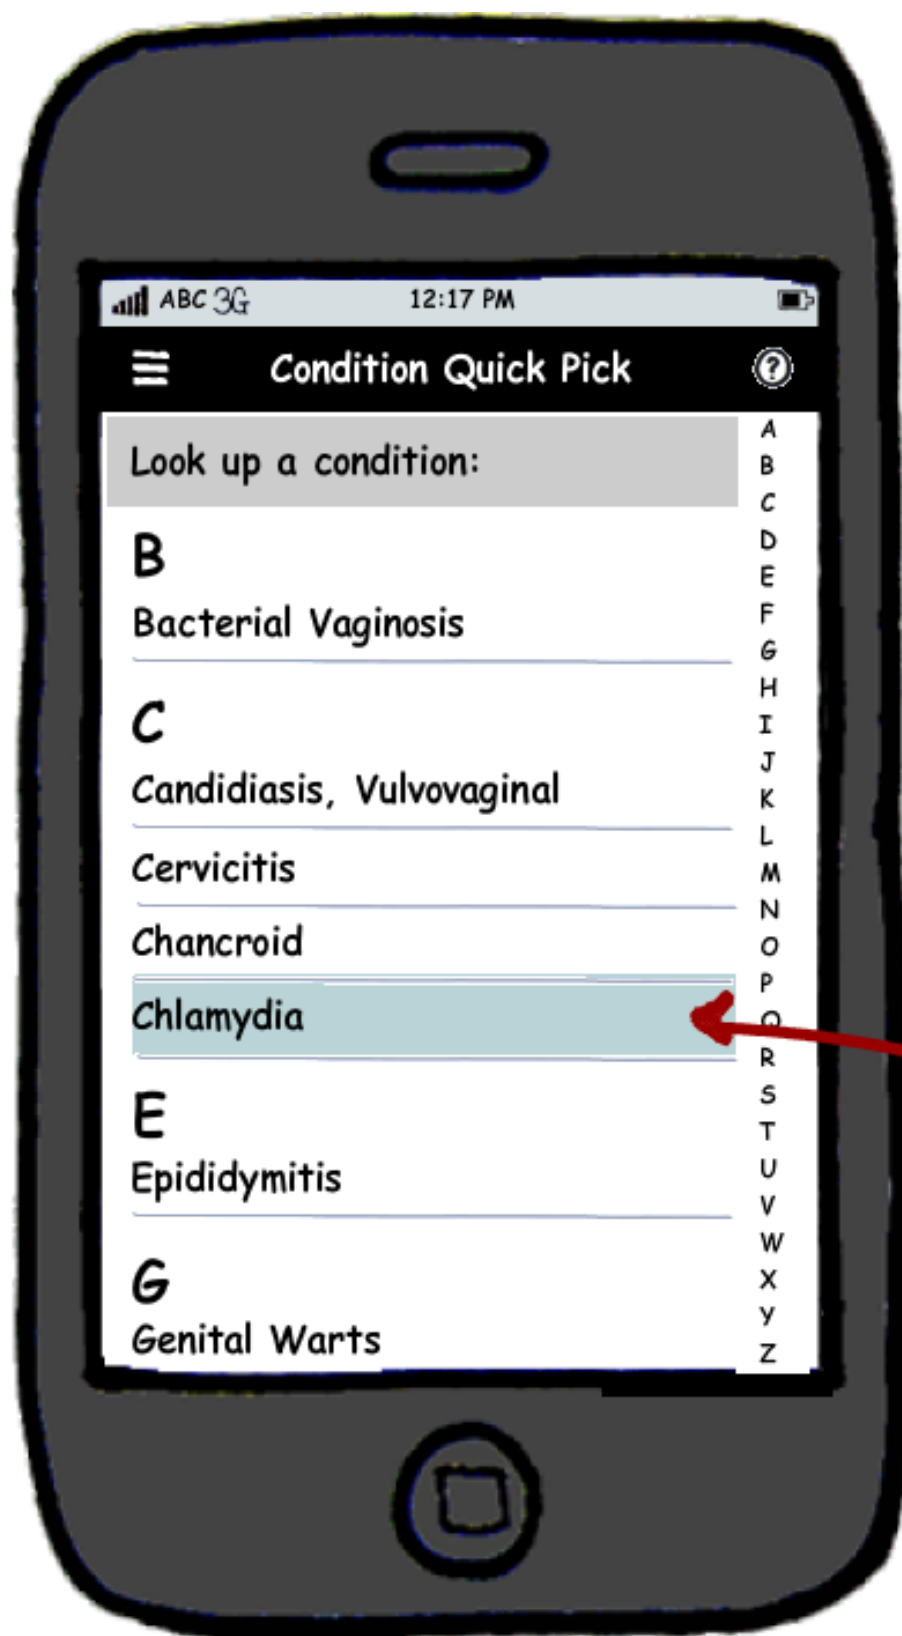 ABC 3G 12:17 PM
Condition Quick Pick ?
Look up a condition:
B
Bacterial Vaginosis
C
Candidiasis, Vulvovaginal
Cervicitis
Chancroid
Chlamydia
E
Epididymitis
G
Genital Warts
A
B
C
D
E
F
G
H
I
J
K
L
M
N
O
P
Q
R
S
T
U
V
W
X
Y
Z